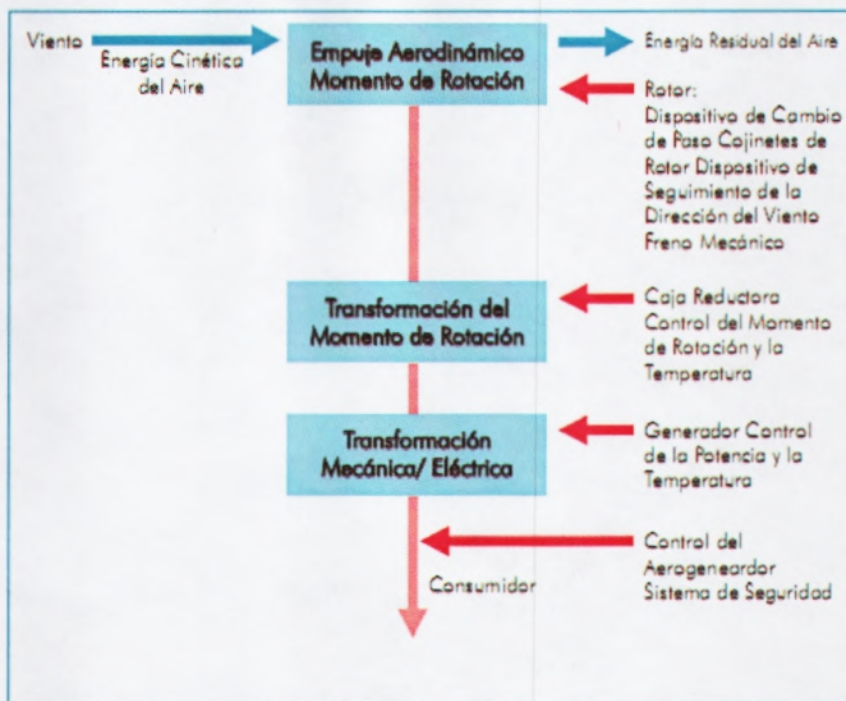 Viento
Energía Cinética
del Aire
Empuje Aerodinámico
Momento de Rotación
Energía Residual del Aire
Rotor:
Dispositivo de Cambio
de Paso Cojinetes de
Rotor Dispositivo de
Seguimiento de la
Dirección del Viento
Freno Mecánico
Transformación del
Momento de Rotación
Caja Reductora
Control del Momento
de Rotación y la
Temperatura
Transformación
Mecánica/ Eléctrica
Generador Control
de la Potencia y la
Temperatura
Control del
Aerogeneardor
Sistema de Seguridad
Consumidor